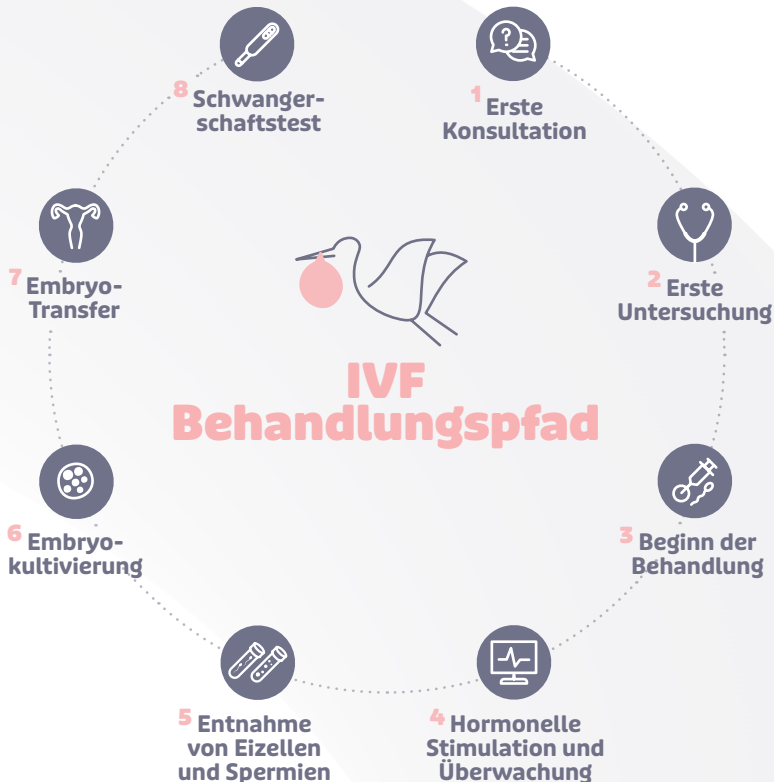 IVF
Behandlungspfad
1 Erste
Konsultation
2 Erste
Untersuchung
3 Beginn der
Behandlung
4 Hormonelle
Stimulation und
Überwachung
5 Entnahme
von Eizellen
und Spermien
6 Embryo-
kultivierung
7 Embryo-
Transfer
8 Schwanger-
schaftstest
?